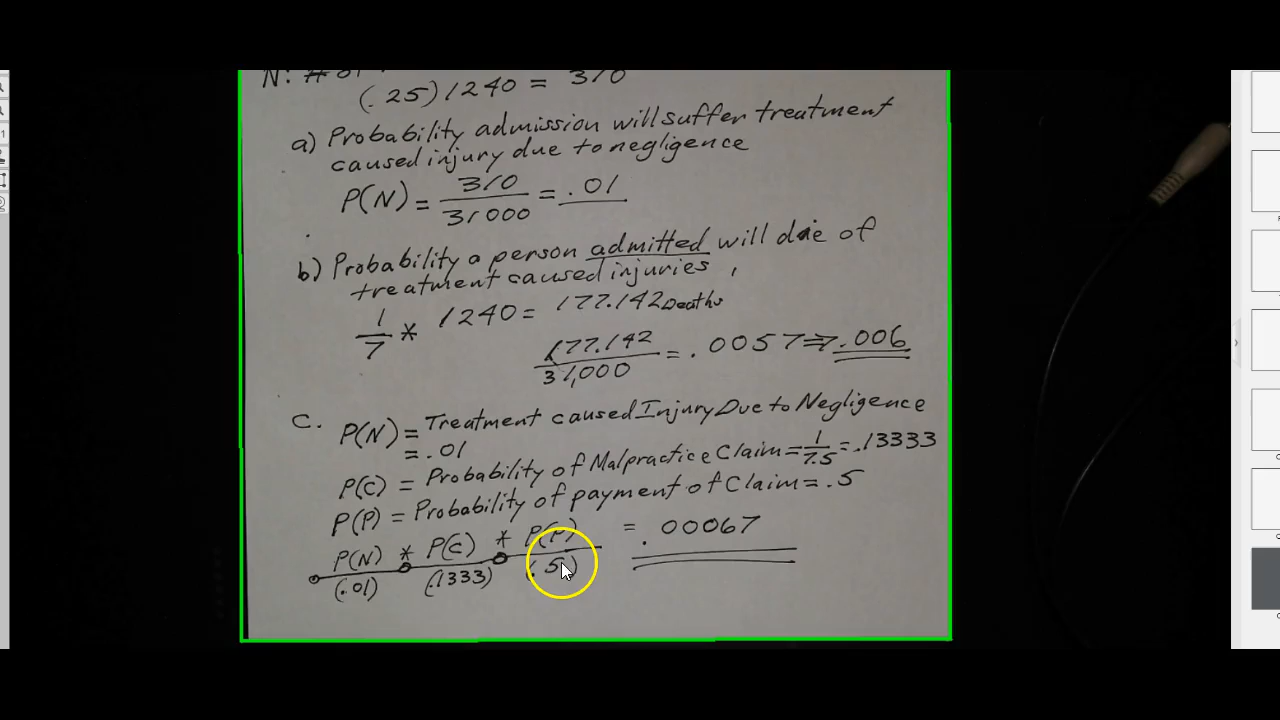 N: # of
(.25)1240 = 310
a) Probability admission will suffer treatment
caused injury due to negligence
P(N) = 310/31000 = .01
b) Probability a person admitted will die of
treatment caused injuries,
1/7 * 1240 = 177.142 Deaths
177.142/31,000 = .0057 ⇒ .006
C. P(N) = Treatment caused Injury Due to Negligence
= .01
P(C) = Probability of Malpractice Claim = 1/7.5 = .13333
P(P) = Probability of payment of Claim = .5
P(N) * P(C) * P(P) = .00067
(.01) (.1333) (.5)